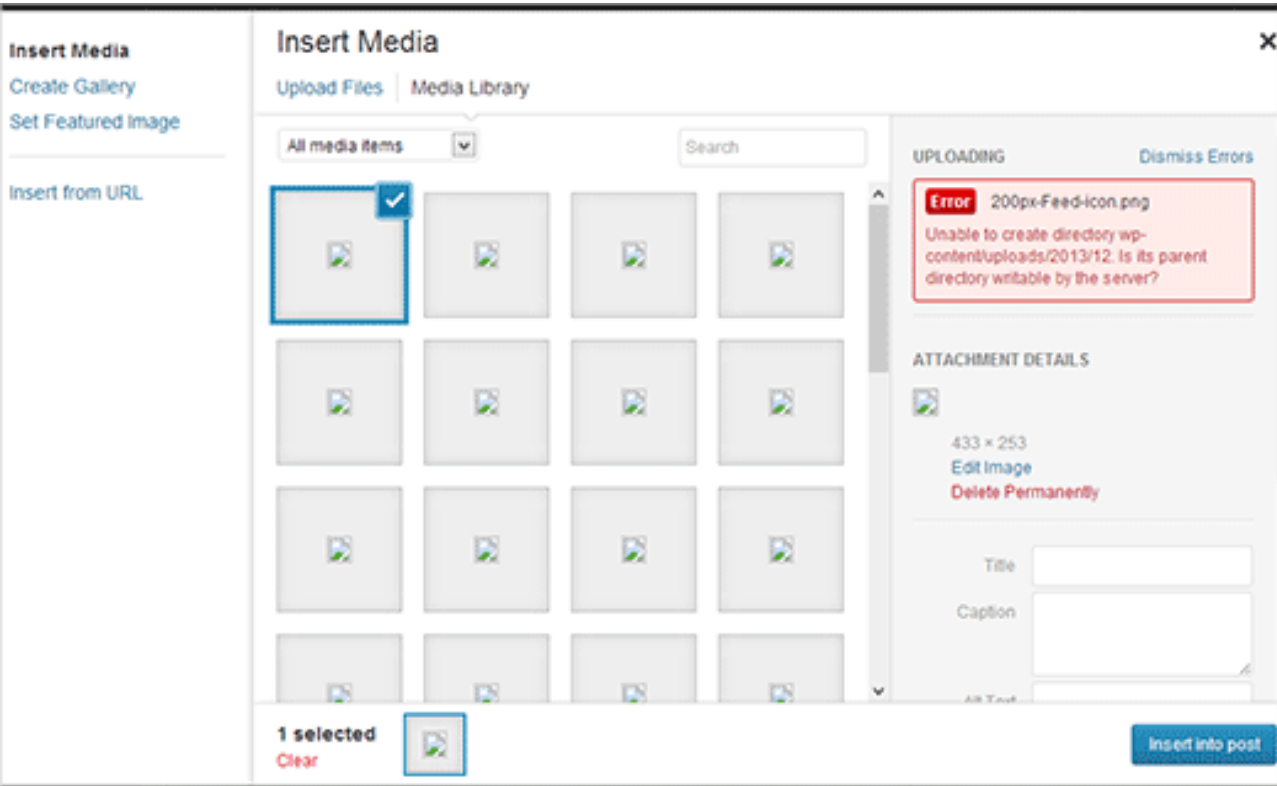 Insert Media
Create Gallery
Set Featured Image
Insert from URL
Insert Media
Upload Files
Media Library
All media items
Search
UPLOADING
Dismiss Errors
Error 200px-Feed-icon.png
Unable to create directory wp-
content/uploads/2013/12. Is its parent
directory writable by the server?
ATTACHMENT DETAILS
433 × 253
Edit Image
Delete Permanently
Title
Caption
Alt Text
1 selected
Clear
Insert into post